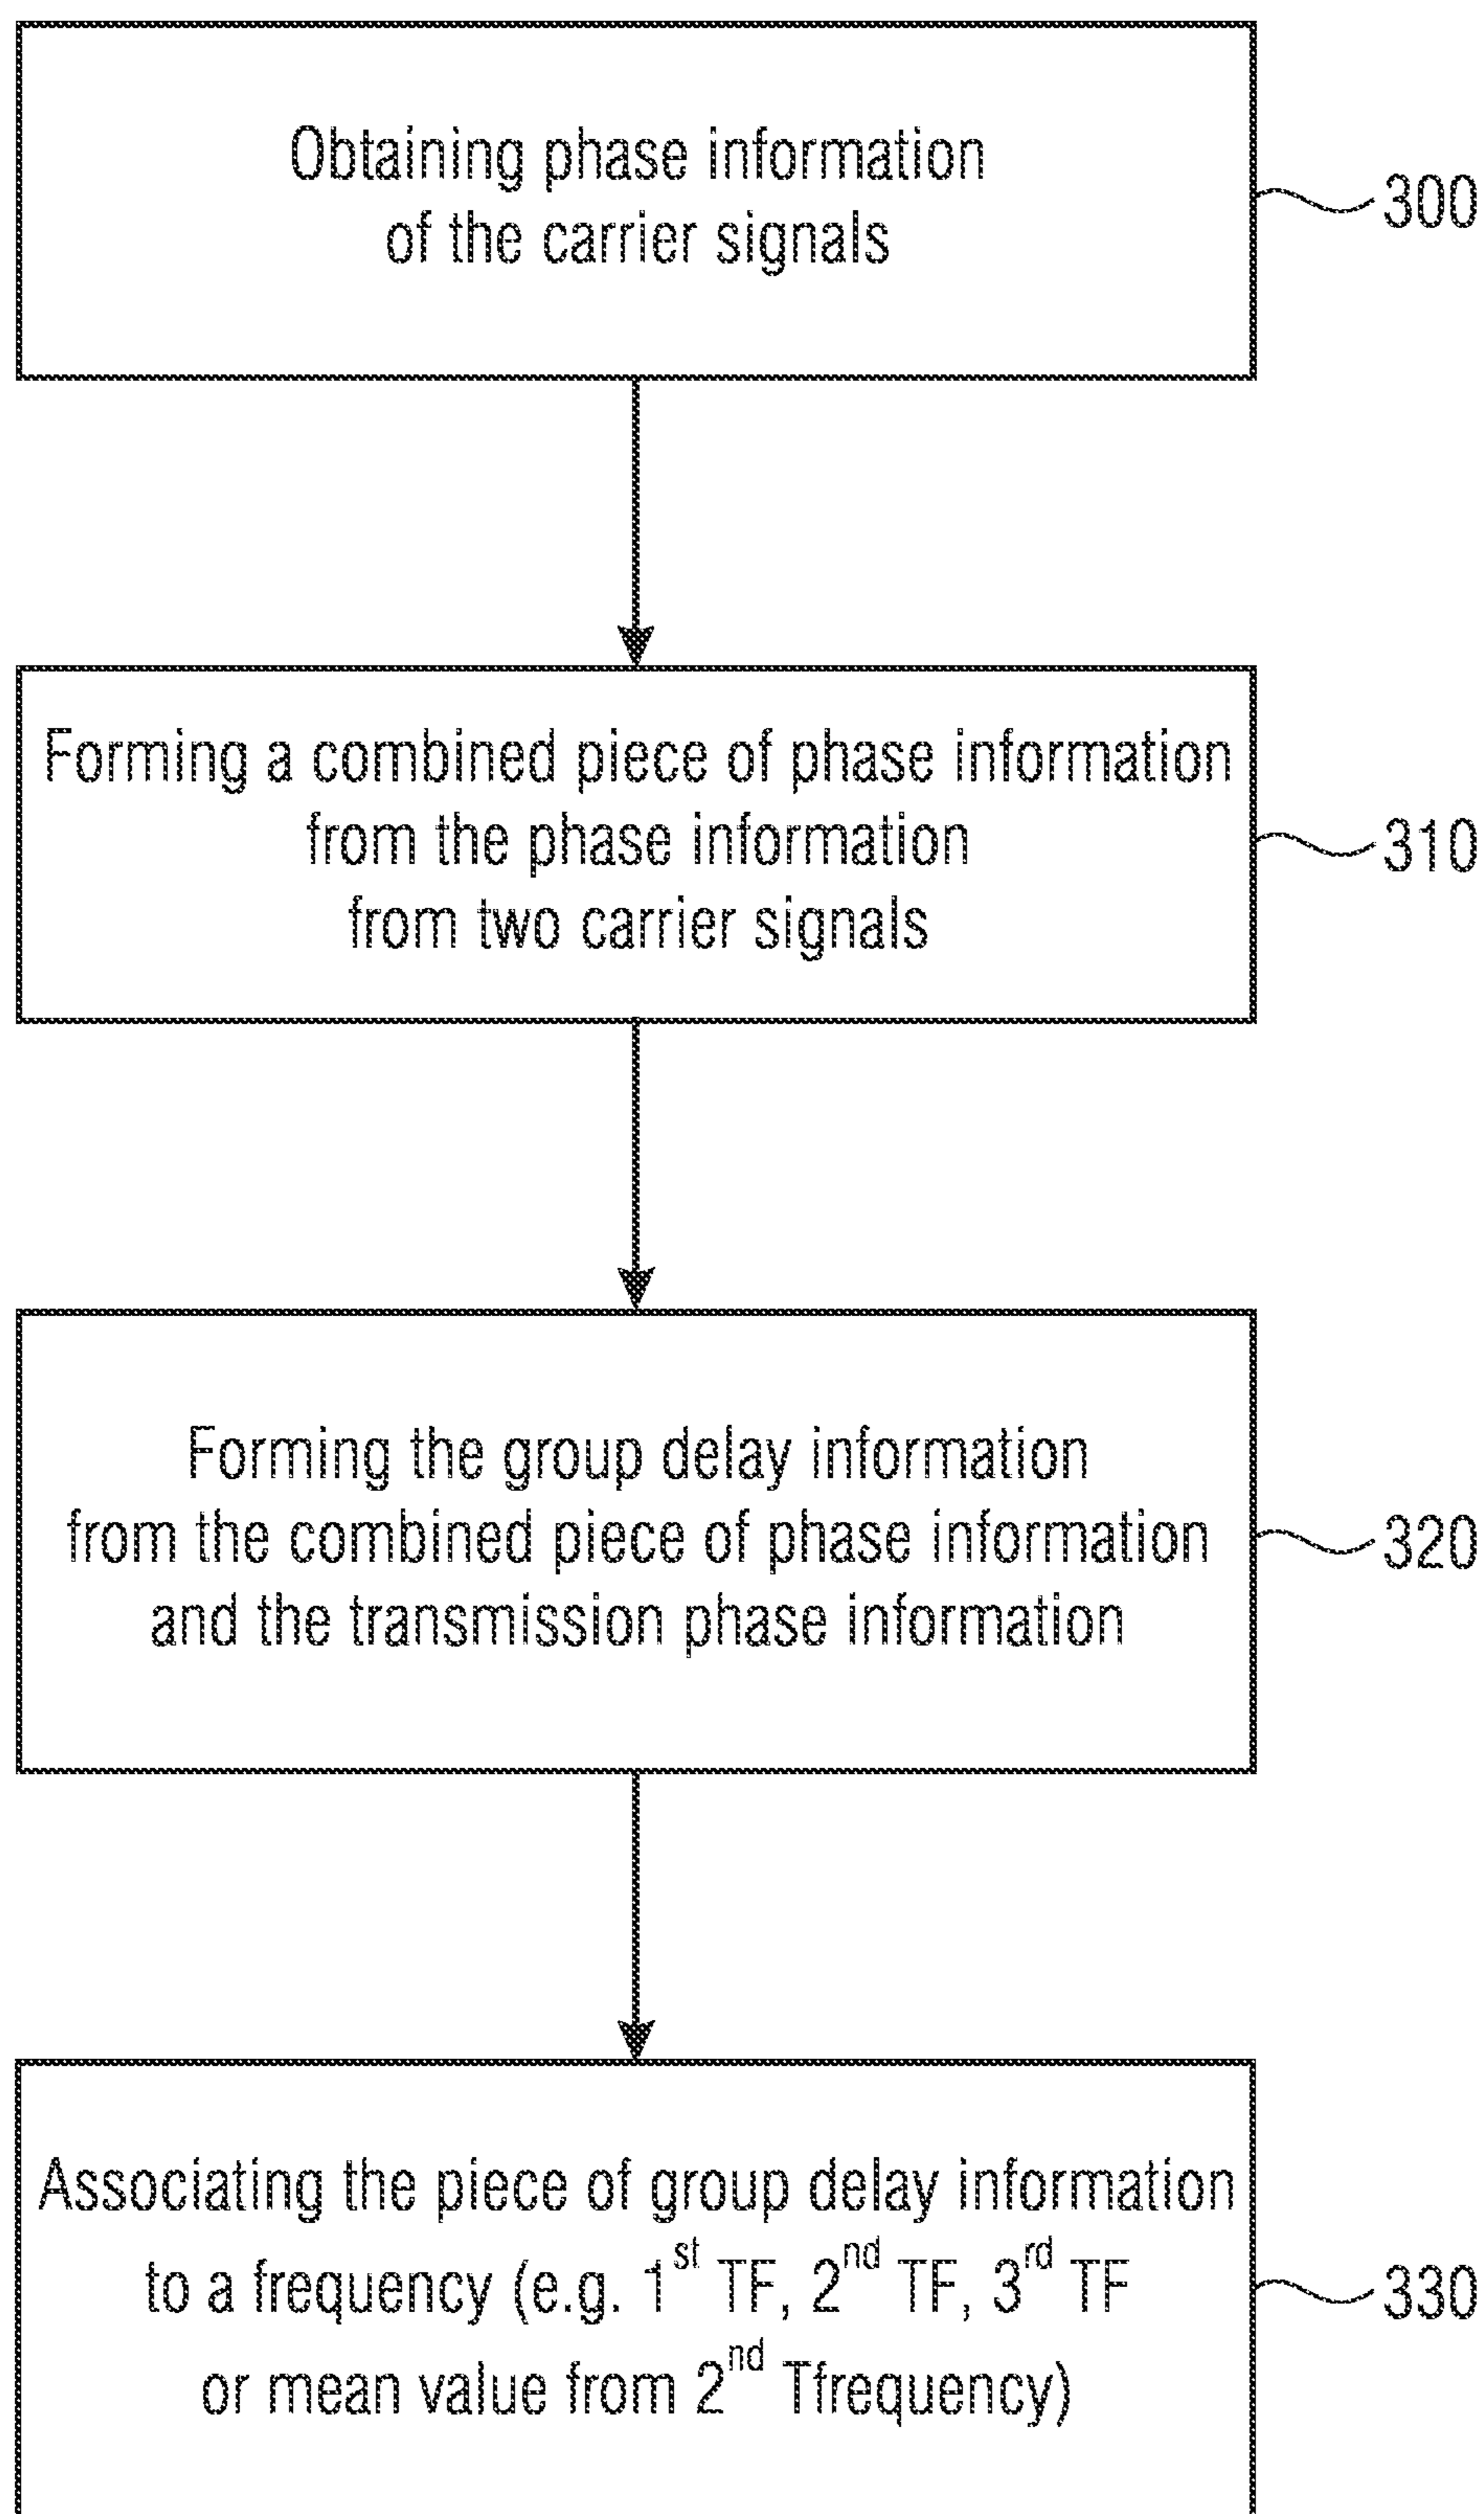 Obtaining phase information
of the carrier signals
300
Forming a combined piece of phase information
from the phase information
from two carrier signals
310
Forming the group delay information
from the combined piece of phase information
and the transmission phase information
320
Associating the piece of group delay information
to a frequency (e.g. 1st TF, 2nd TF, 3rd TF
or mean value from 2nd Tfrequency)
330